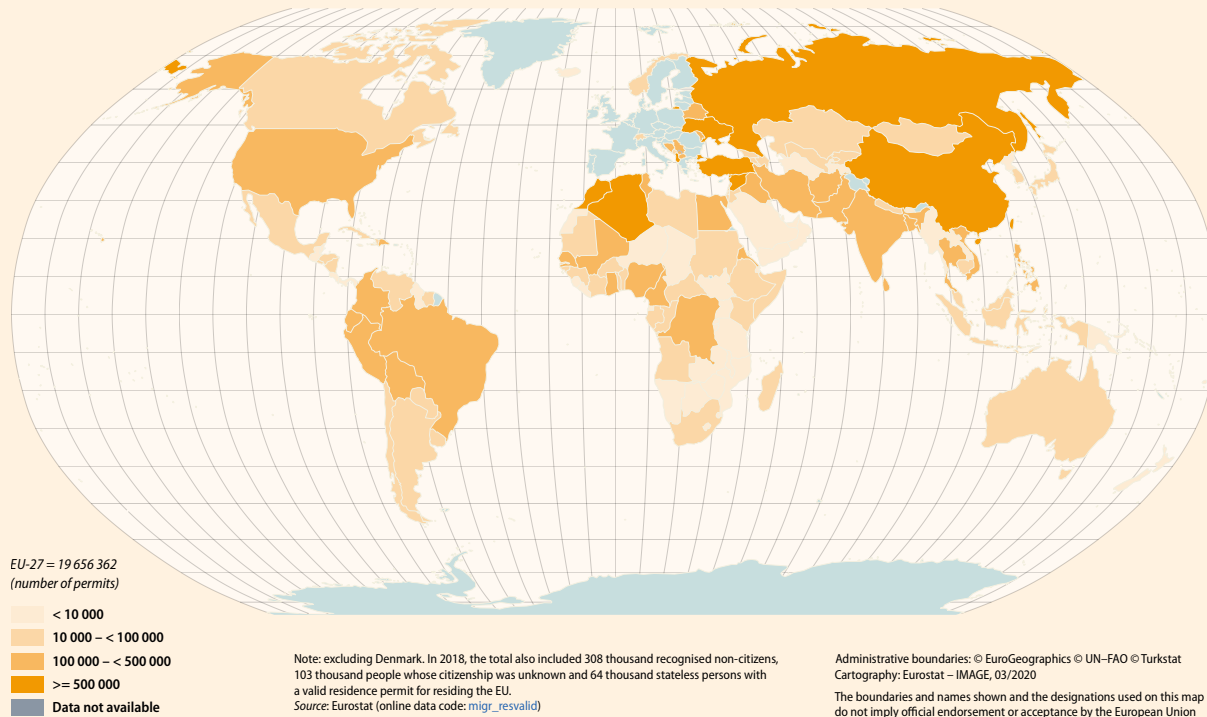 EU-27 = 19 656 362
(number of permits)
< 10 000
10 000 – < 100 000
100 000 – < 500 000
>= 500 000
Data not available
Note: excluding Denmark. In 2018, the total also included 308 thousand recognised non-citizens,
103 thousand people whose citizenship was unknown and 64 thousand stateless persons with
a valid residence permit for residing the EU.
Source: Eurostat (online data code: migr_resvalid)
Administrative boundaries: © EuroGeographics © UN–FAO © Turkstat
Cartography: Eurostat – IMAGE, 03/2020
The boundaries and names shown and the designations used on this map
do not imply official endorsement or acceptance by the European Union